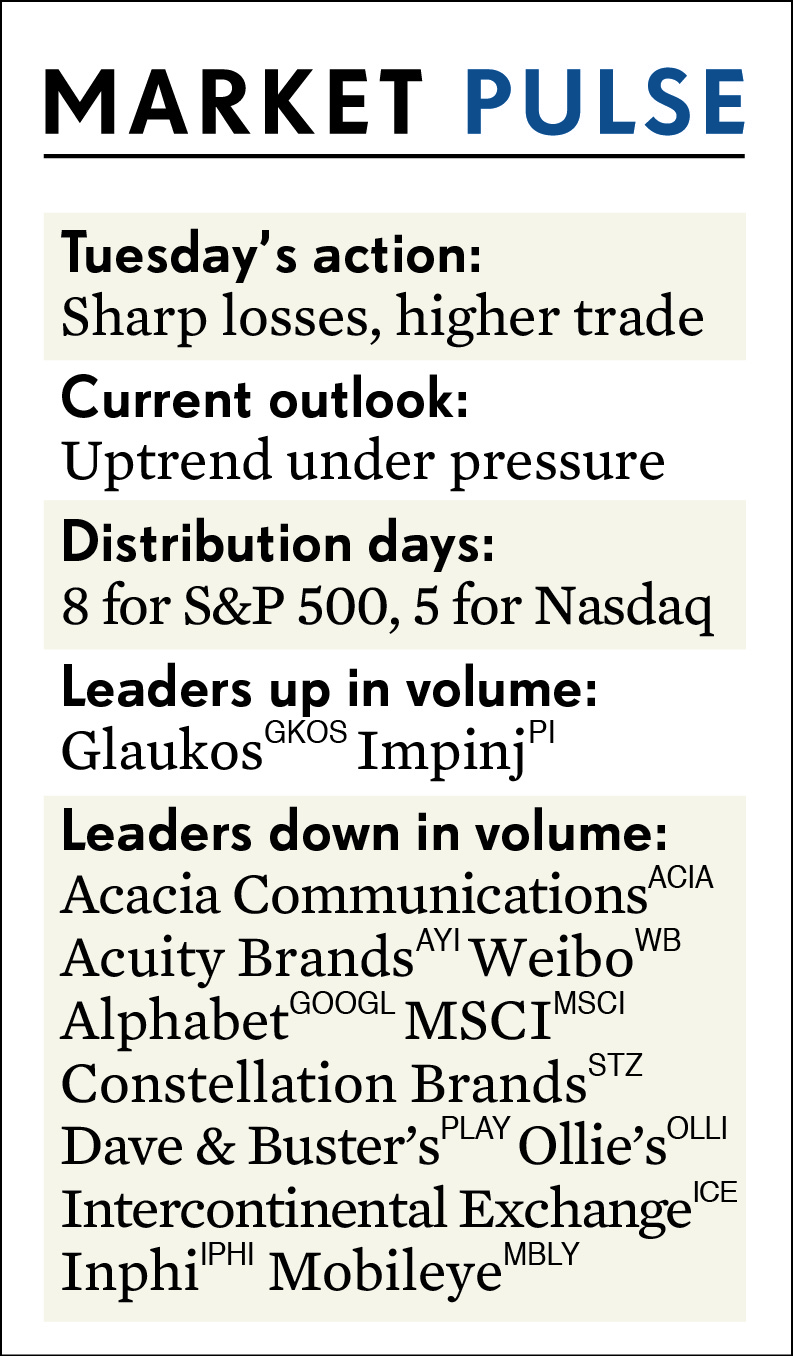 MARKET PULSE
Tuesday’s action:
Sharp losses, higher trade
Current outlook:
Uptrend under pressure
Distribution days:
8 for S&P 500, 5 for Nasdaq
Leaders up in volume:
Glaukos GKOS Impinj PI
Leaders down in volume:
Acacia Communications ACIA
Acuity Brands AYI Weibo WB
Alphabet GOOGL MSCI MSCI
Constellation Brands STZ
Dave & Buster’s PLAY Ollie’s OLLI
Intercontinental Exchange ICE
Inphi IPHI Mobileye MBLY